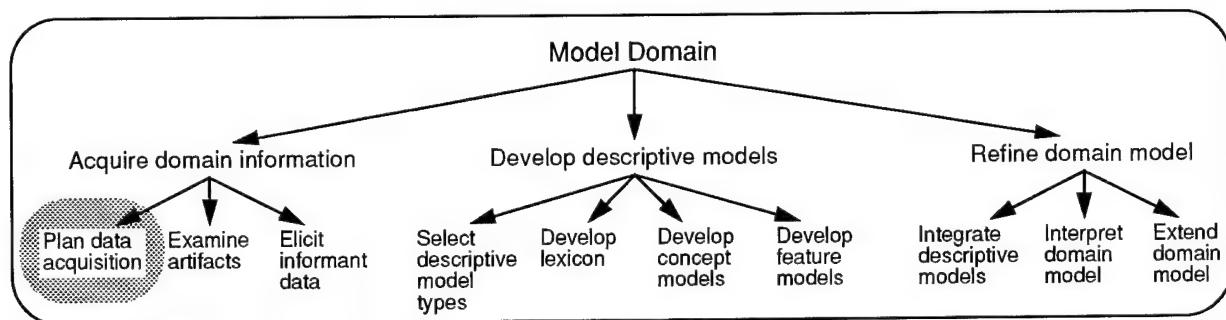 Model Domain
Acquire domain information
Develop descriptive models
Refine domain model
Plan data
acquisition
Examine
artifacts
Elicit
informant
data
Select
descriptive
model
types
Develop
lexicon
Develop
concept
models
Develop
feature
models
Integrate
descriptive
models
Interpret
domain
model
Extend
domain
model